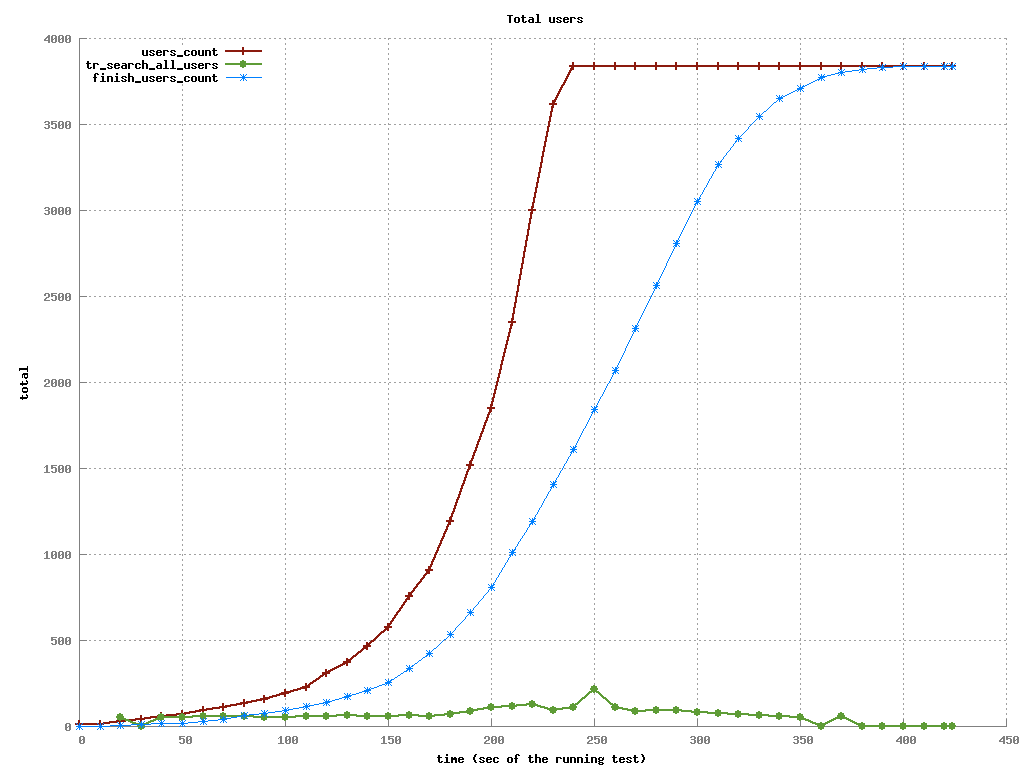 Total users
users_count
tr_search_all_users
finish_users_count
4000
3500
3000
2500
2000
1500
1000
500
0
total
0 50 100 150 200 250 300 350 400 450
time (sec of the running test)